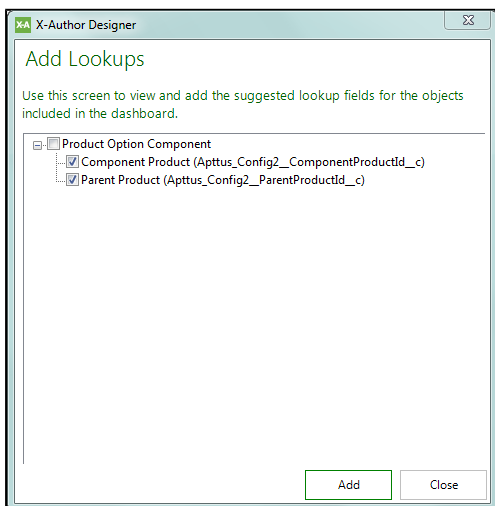 X-A X-Author Designer
Add Lookups
Use this screen to view and add the suggested lookup fields for the objects
included in the dashboard.
Product Option Component
Component Product (Apttus_Config2__ComponentProductId__c)
Parent Product (Apttus_Config2__ParentProductId__c)
Add Close